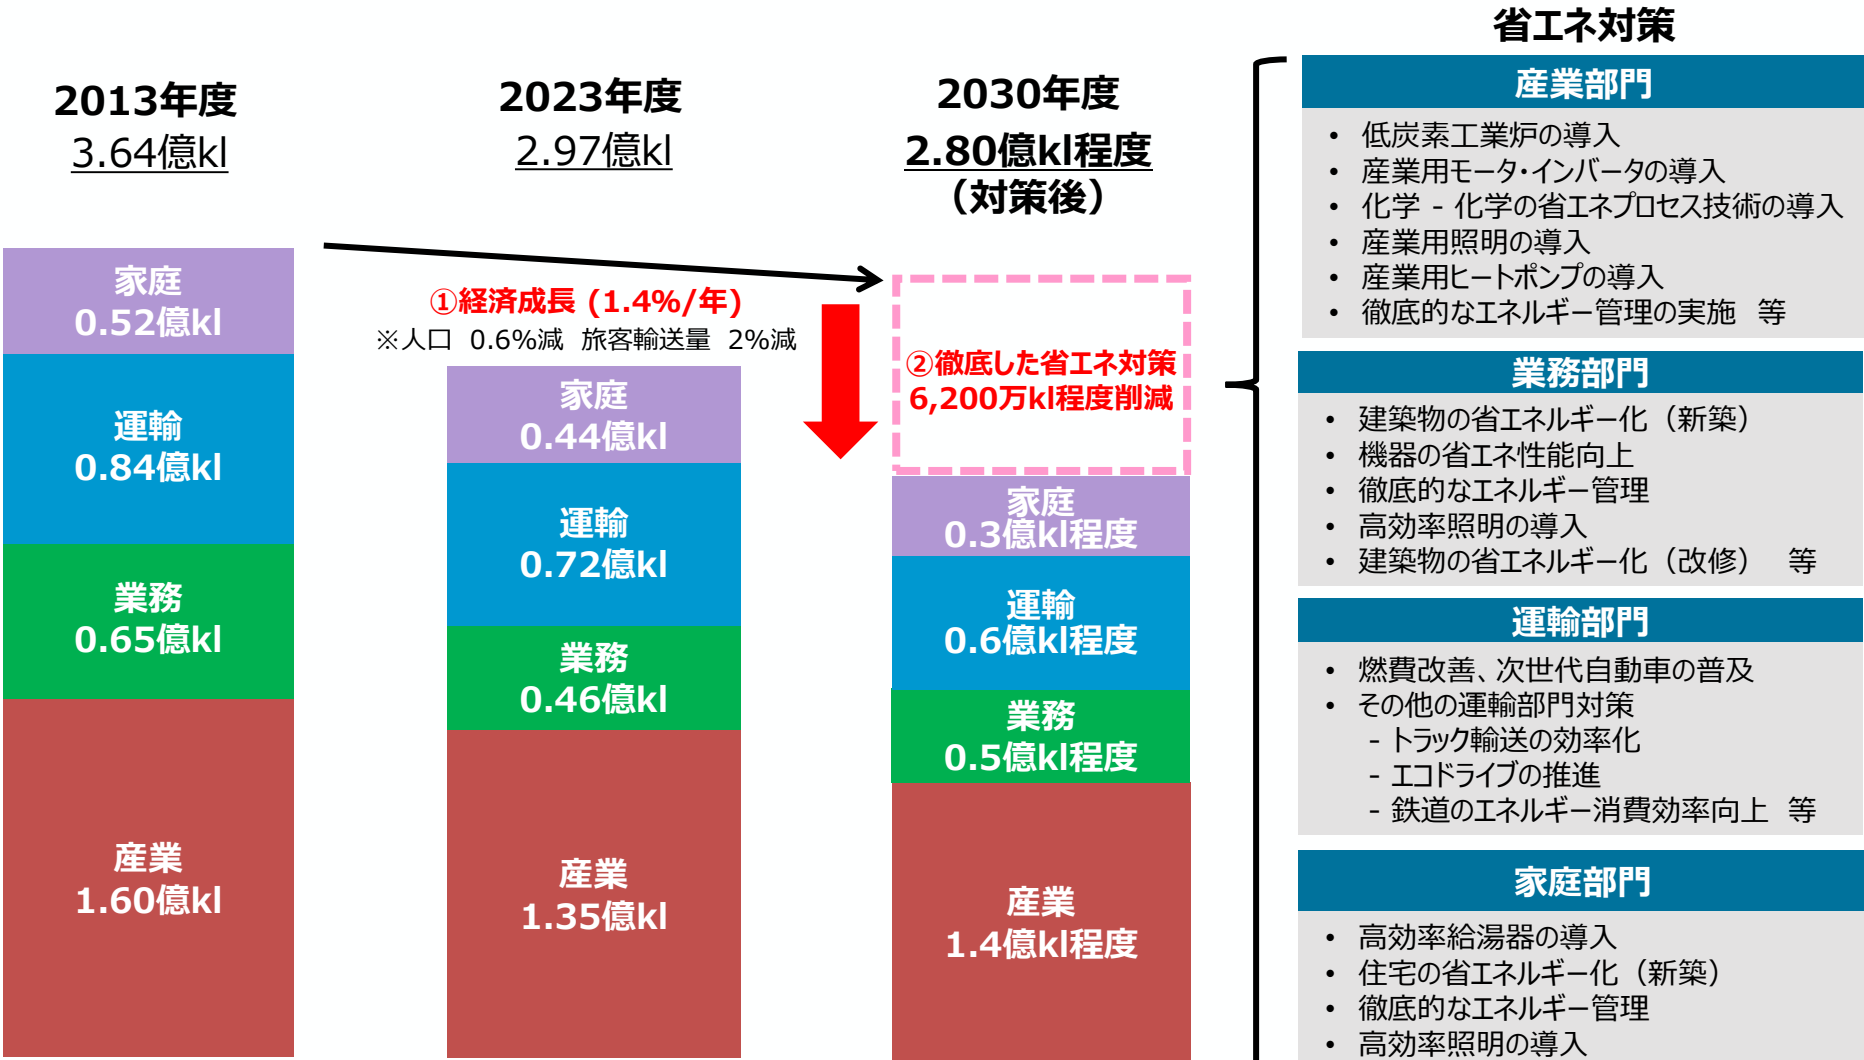 2013年度
3.64億kl
家庭
0.52億kl
運輸
0.84億kl
業務
0.65億kl
産業
1.60億kl
2023年度
2.97億kl
①経済成長 (1.4%/年)
※人口 0.6%減 旅客輸送量 2%減
家庭
0.44億kl
運輸
0.72億kl
業務
0.46億kl
産業
1.35億kl
2030年度
2.80億kl程度
（対策後）
②徹底した省エネ対策
6,200万kl程度削減
家庭
0.3億kl程度
運輸
0.6億kl程度
業務
0.5億kl程度
産業
1.4億kl程度
省エネ対策
産業部門
• 低炭素工業炉の導入
• 産業用モータ・インバータの導入
• 化学 - 化学の省エネプロセス技術の導入
• 産業用照明の導入
• 産業用ヒートポンプの導入
• 徹底的なエネルギー管理の実施 等
業務部門
• 建築物の省エネルギー化（新築）
• 機器の省エネ性能向上
• 徹底的なエネルギー管理
• 高効率照明の導入
• 建築物の省エネルギー化（改修） 等
運輸部門
• 燃費改善、次世代自動車の普及
• その他の運輸部門対策
- トラック輸送の効率化
- エコドライブの推進
- 鉄道のエネルギー消費効率向上 等
家庭部門
• 高効率給湯器の導入
• 住宅の省エネルギー化（新築）
• 徹底的なエネルギー管理
• 高効率照明の導入